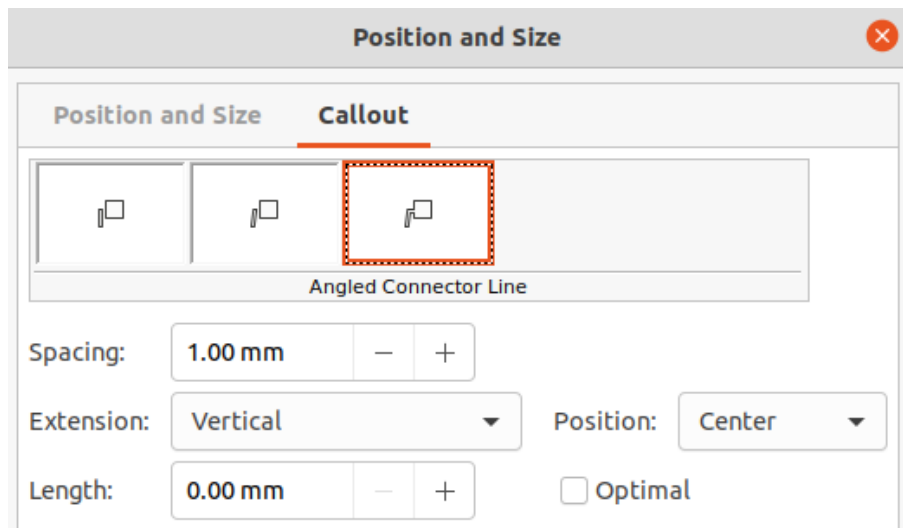 Position and Size
Position and Size Callout
Angled Connector Line
Spacing: 1.00 mm
Extension: Vertical Position: Center
Length: 0.00 mm Optimal